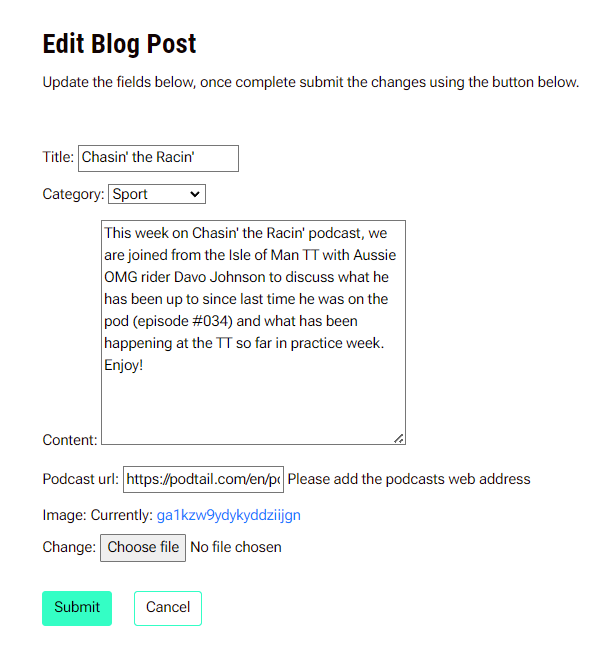 Edit Blog Post
Update the fields below, once complete submit the changes using the button below.
Title: Chasin' the Racin'
Category: Sport
This week on Chasin' the Racin' podcast, we
are joined from the Isle of Man TT with Aussie
OMG rider Davo Johnson to discuss what he
has been up to since last time he was on the
pod (episode #034) and what has been
happening at the TT so far in practice week.
Enjoy!
Content:
Podcast url: https://podtail.com/en/po Please add the podcasts web address
Image: Currently: ga1kzw9ydykyddziijgn
Change: Choose file No file chosen
Submit Cancel